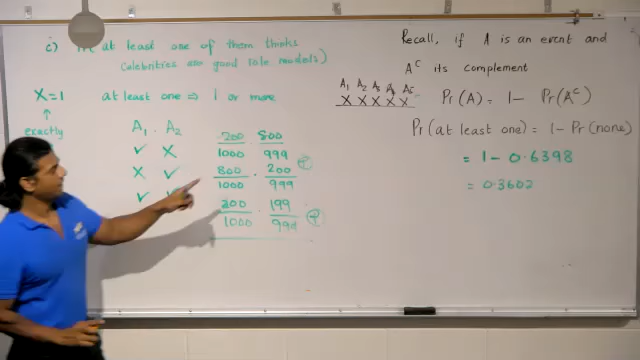 c) at least one of them thinks
celebrities are good role models)
X = 1 at least one ⇒ 1 or more
↑
exactly
A₁ . A₂
✓ X 200/1000 . 800/999
X ✓ 800/1000 . 200/999 +
✓ 200/1000 . 199/999 +
Recall, if A is an event and
Aᶜ its complement
A₁ A₂ A₃ A₄ A₅
X X X X X
Pr(A) = 1 - Pr(Aᶜ)
Pr(at least one) = 1 - Pr(none)
= 1 - 0.6398
= 0.3602